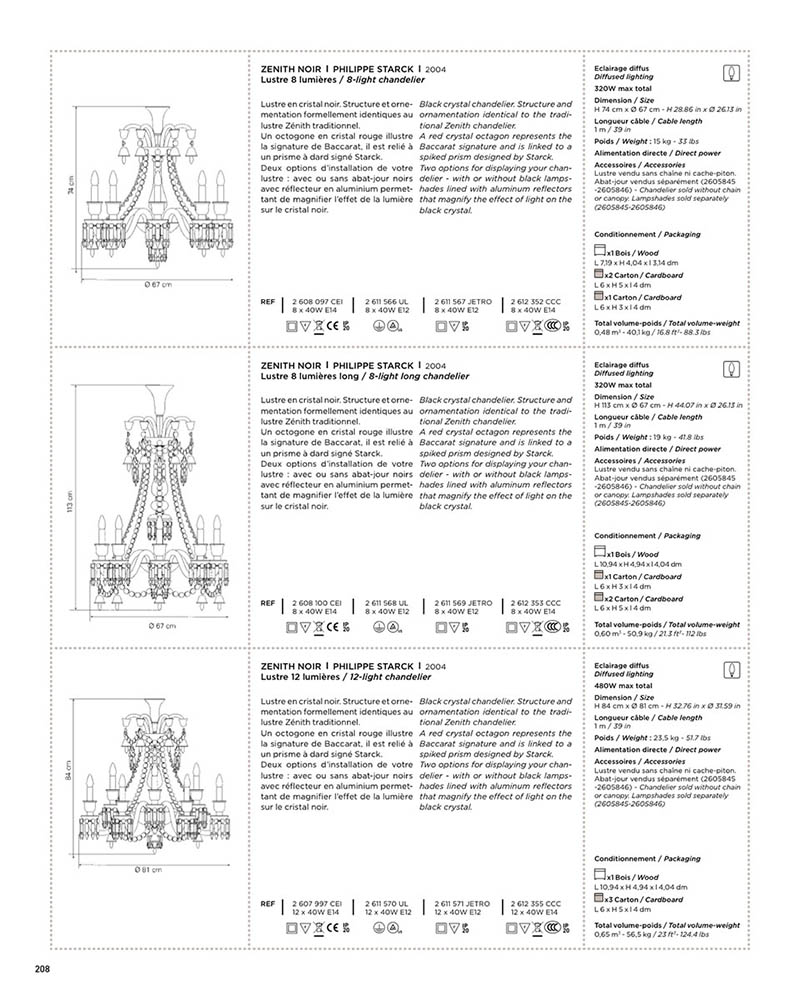 ZENITH NOIR I PHILIPPE STARCK I 2004
Lustre 8 lumières / 8-light chandelier
Lustre en cristal noir. Structure et orne-
mentation formellement identiques au
lustre Zénith traditionnel.
Un octogone en cristal rouge illustre
la signature de Baccarat, il est relié à
un prisme à dard signé Starck.
Deux options d'installation de votre
lustre : avec ou sans abat-jour noirs
avec réflecteur en aluminium permet-
tant de magnifier l'effet de la lumière
sur le cristal noir.
Black crystal chandelier. Structure and
ornamentation identical to the tradi-
tional Zenith chandelier.
A red crystal octagon represents the
Baccarat signature and is linked to a
spiked prism designed by Starck.
Two options for displaying your chan-
delier - with or without black lamps-
hades lined with aluminum reflectors
that magnify the effect of light on the
black crystal.
REF
2 608 097 CEI
8 x 40W E14
2 611 566 UL
8 x 40W E12
2 611 567 JETRO
8 x 40W E12
2 612 352 CCC
8 x 40W E14
Eclairage diffus
Diffused lighting
320W max total
Dimension / Size
H 74 cm x Ø 67 cm - H 28.86 in x Ø 26.13 in
Longueur câble / Cable length
1 m / 39 in
Poids / Weight : 15 kg - 33 lbs
Alimentation directe / Direct power
Accessoires / Accessories
Lustre vendu sans chaîne ni cache-piton.
Abat-jour vendus séparément (2605845
-2605846) - Chandelier sold without chain
or canopy. Lampshades sold separately
(2605845-2605846)
Conditionnement / Packaging
x1 Bois / Wood
L 7,19 x H 4,04 x l 3,14 dm
x2 Carton / Cardboard
L 6 x H 5 x l 4 dm
x1 Carton / Cardboard
L 6 x H 3 x l 4 dm
Total volume-poids / Total volume-weight
0,48 m³ - 40,1 kg / 16.8 ft³- 88.3 lbs
74 cm
Ø 67 cm
ZENITH NOIR I PHILIPPE STARCK I 2004
Lustre 8 lumières long / 8-light long chandelier
Lustre en cristal noir. Structure et orne-
mentation formellement identiques au
lustre Zénith traditionnel.
Un octogone en cristal rouge illustre
la signature de Baccarat, il est relié à
un prisme à dard signé Starck.
Deux options d'installation de votre
lustre : avec ou sans abat-jour noirs
avec réflecteur en aluminium permet-
tant de magnifier l'effet de la lumière
sur le cristal noir.
Black crystal chandelier. Structure and
ornamentation identical to the tradi-
tional Zenith chandelier.
A red crystal octagon represents the
Baccarat signature and is linked to a
spiked prism designed by Starck.
Two options for displaying your chan-
delier - with or without black lamps-
hades lined with aluminum reflectors
that magnify the effect of light on the
black crystal.
REF
2 608 100 CEI
8 x 40W E14
2 611 568 UL
8 x 40W E12
2 611 569 JETRO
8 x 40W E12
2 612 353 CCC
8 x 40W E14
Eclairage diffus
Diffused lighting
320W max total
Dimension / Size
H 113 cm x Ø 67 cm - H 44.07 in x Ø 26.13 in
Longueur câble / Cable length
1 m / 39 in
Poids / Weight : 19 kg - 41.8 lbs
Alimentation directe / Direct power
Accessoires / Accessories
Lustre vendu sans chaîne ni cache-piton.
Abat-jour vendus séparément (2605845
-2605846) - Chandelier sold without chain
or canopy. Lampshades sold separately
(2605845-2605846)
Conditionnement / Packaging
x1 Bois / Wood
L 10,94 x H 4,94 x l 4,04 dm
x1 Carton / Cardboard
L 6 x H 3 x l 4 dm
x2 Carton / Cardboard
L 6 x H 5 x l 4 dm
Total volume-poids / Total volume-weight
0,60 m³ - 50,9 kg / 21.3 ft³- 112 lbs
113 cm
Ø 67 cm
ZENITH NOIR I PHILIPPE STARCK I 2004
Lustre 12 lumières / 12-light chandelier
Lustre en cristal noir. Structure et orne-
mentation formellement identiques au
lustre Zénith traditionnel.
Un octogone en cristal rouge illustre
la signature de Baccarat, il est relié à
un prisme à dard signé Starck.
Deux options d'installation de votre
lustre : avec ou sans abat-jour noirs
avec réflecteur en aluminium permet-
tant de magnifier l'effet de la lumière
sur le cristal noir.
Black crystal chandelier. Structure and
ornamentation identical to the tradi-
tional Zenith chandelier.
A red crystal octagon represents the
Baccarat signature and is linked to a
spiked prism designed by Starck.
Two options for displaying your chan-
delier - with or without black lamps-
hades lined with aluminum reflectors
that magnify the effect of light on the
black crystal.
REF
2 607 997 CEI
12 x 40W E14
2 611 570 UL
12 x 40W E12
2 611 571 JETRO
12 x 40W E12
2 612 355 CCC
12 x 40W E14
Eclairage diffus
Diffused lighting
480W max total
Dimension / Size
H 84 cm x Ø 81 cm - H 32.76 in x Ø 31.59 in
Longueur câble / Cable length
1 m / 39 in
Poids / Weight : 23,5 kg - 51.7 lbs
Alimentation directe / Direct power
Accessoires / Accessories
Lustre vendu sans chaîne ni cache-piton.
Abat-jour vendus séparément (2605845
-2605846) - Chandelier sold without chain
or canopy. Lampshades sold separately
(2605845-2605846)
Conditionnement / Packaging
x1 Bois / Wood
L 10,94 x H 4,94 x l 4,04 dm
x3 Carton / Cardboard
L 6 x H 5 x l 4 dm
Total volume-poids / Total volume-weight
0,65 m³ - 56,5 kg / 23 ft³- 124.4 lbs
84 cm
Ø 81 cm
208